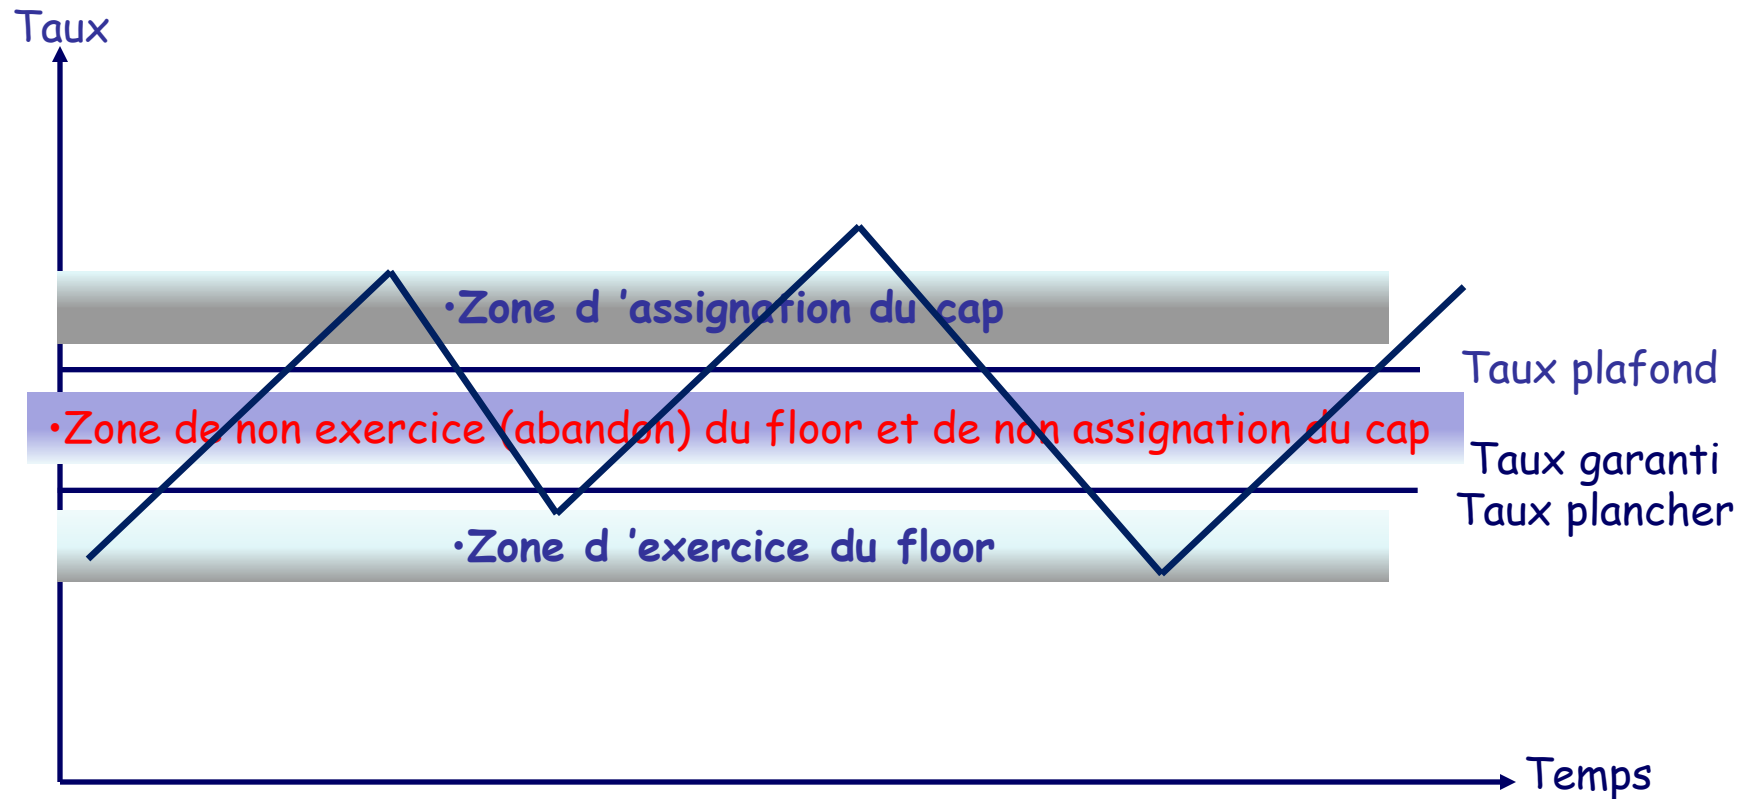 Taux
•Zone d ’assignation du cap
Taux plafond
•Zone de non exercice (abandon) du floor et de non assignation du cap
Taux garanti
Taux plancher
•Zone d ’exercice du floor
Temps